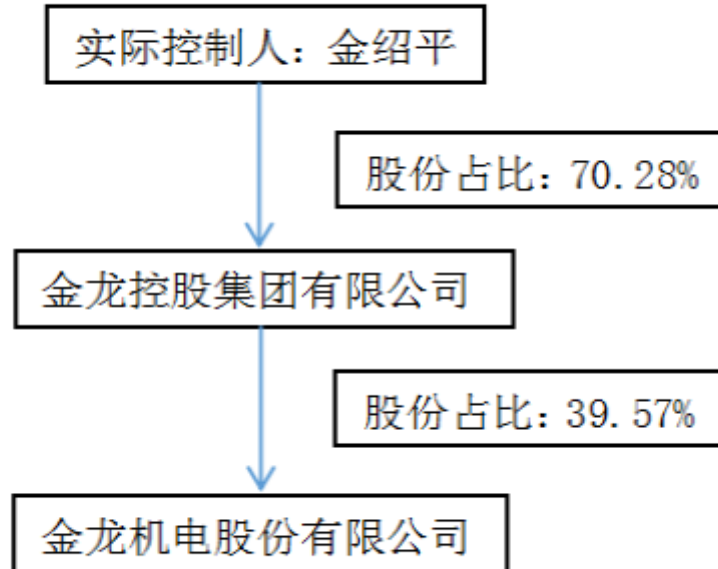 实际控制人：金绍平
股份占比：70.28%
金龙控股集团有限公司
股份占比：39.57%
金龙机电股份有限公司